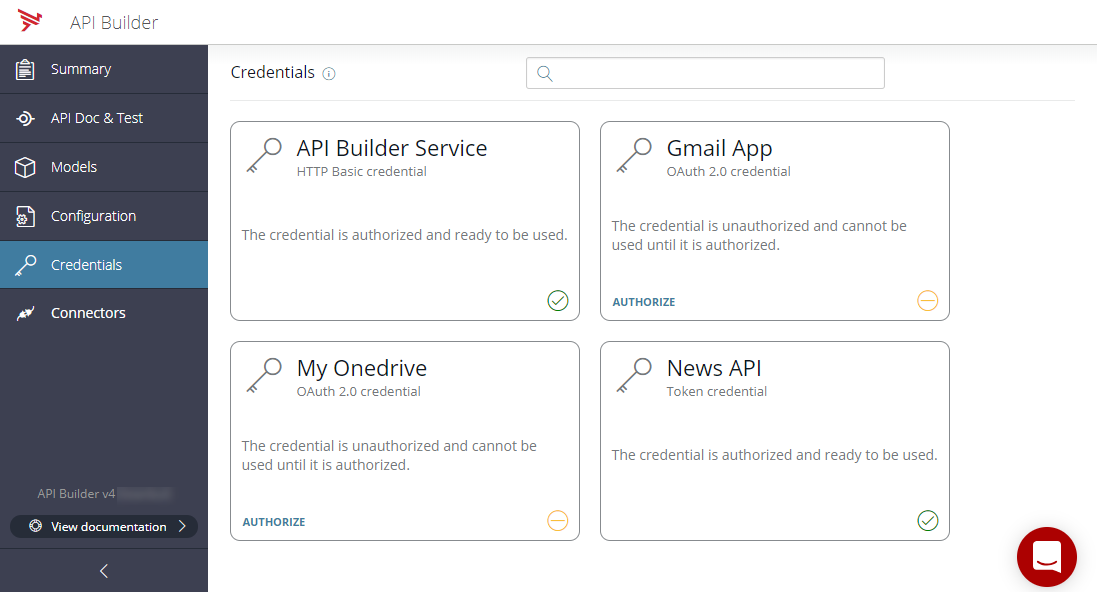 API Builder
Summary
API Doc & Test
Models
Configuration
Credentials
Connectors
API Builder v4
View documentation
Credentials
API Builder Service
HTTP Basic credential
The credential is authorized and ready to be used.
Gmail App
OAuth 2.0 credential
The credential is unauthorized and cannot be
used until it is authorized.
AUTHORIZE
My Onedrive
OAuth 2.0 credential
The credential is unauthorized and cannot be
used until it is authorized.
AUTHORIZE
News API
Token credential
The credential is authorized and ready to be used.